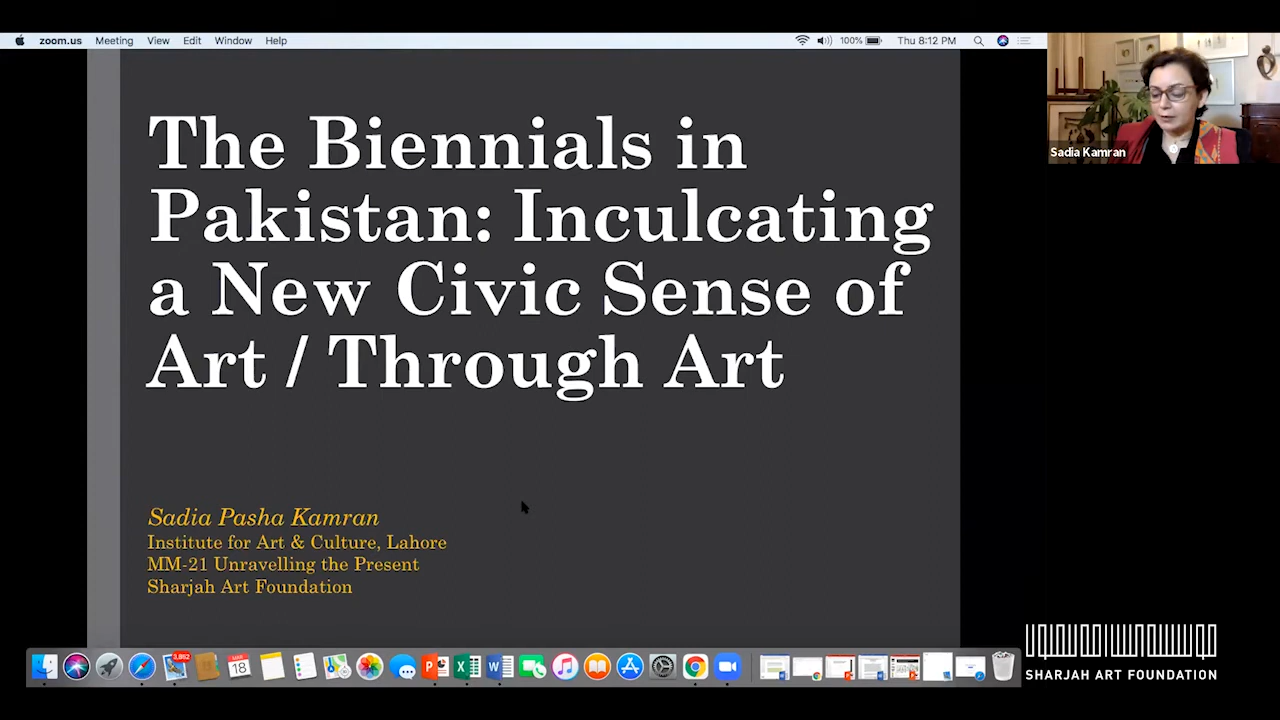 zoom.us Meeting View Edit Window Help 100% Thu 8:12 PM
The Biennials in
Pakistan: Inculcating
a New Civic Sense of
Art / Through Art
Sadia Kamran
Sadia Pasha Kamran
Institute for Art & Culture, Lahore
MM-21 Unravelling the Present
Sharjah Art Foundation
MAR
18
SHARJAH ART FOUNDATION